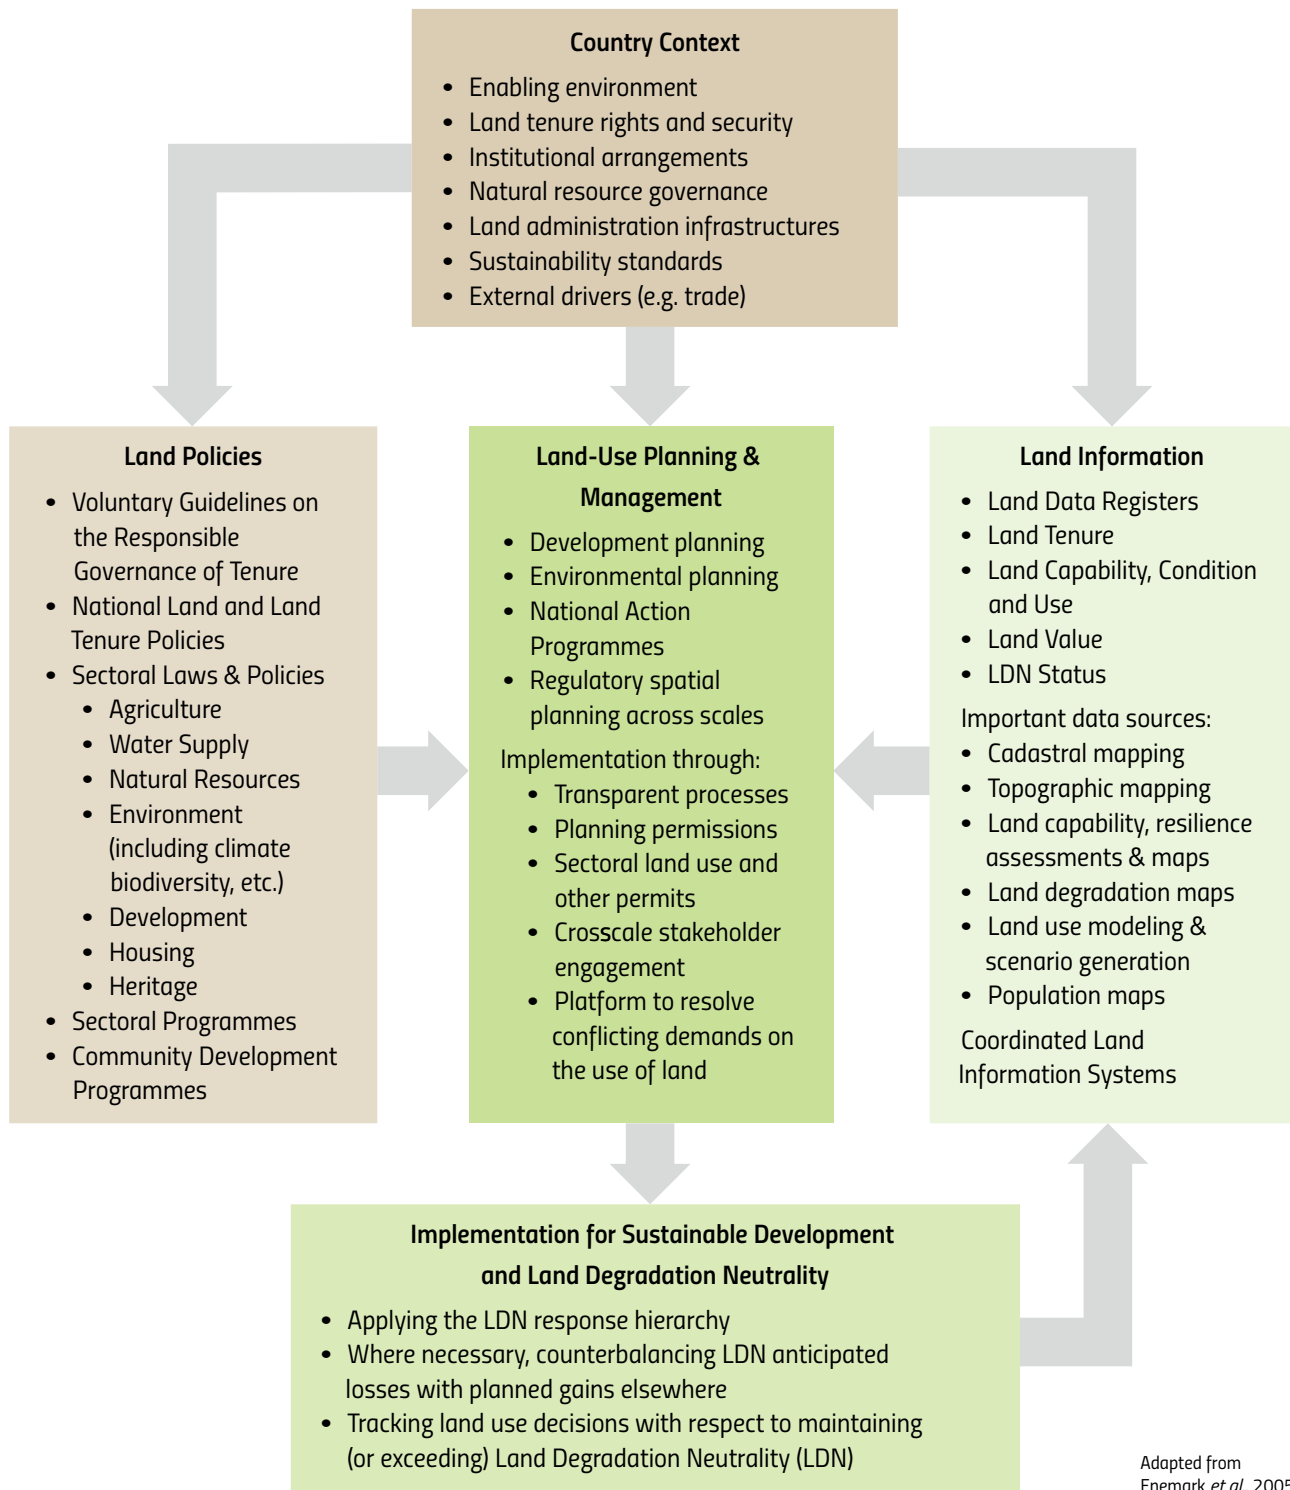 Country Context
• Enabling environment
• Land tenure rights and security
• Institutional arrangements
• Natural resource governance
• Land administration infrastructures
• Sustainability standards
• External drivers (e.g. trade)
Land Policies
• Voluntary Guidelines on
the Responsible
Governance of Tenure
• National Land and Land
Tenure Policies
• Sectoral Laws & Policies
• Agriculture
• Water Supply
• Natural Resources
• Environment
(including climate
biodiversity, etc.)
• Development
• Housing
• Heritage
• Sectoral Programmes
• Community Development
Programmes
Land-Use Planning &
Management
• Development planning
• Environmental planning
• National Action
Programmes
• Regulatory spatial
planning across scales
Implementation through:
• Transparent processes
• Planning permissions
• Sectoral land use and
other permits
• Crosscale stakeholder
engagement
• Platform to resolve
conflicting demands on
the use of land
Land Information
• Land Data Registers
• Land Tenure
• Land Capability, Condition
and Use
• Land Value
• LDN Status
Important data sources:
• Cadastral mapping
• Topographic mapping
• Land capability, resilience
assessments & maps
• Land degradation maps
• Land use modeling &
scenario generation
• Population maps
Coordinated Land
Information Systems
Implementation for Sustainable Development
and Land Degradation Neutrality
• Applying the LDN response hierarchy
• Where necessary, counterbalancing LDN anticipated
losses with planned gains elsewhere
• Tracking land use decisions with respect to maintaining
(or exceeding) Land Degradation Neutrality (LDN)
Adapted from
Enemark et al. 2005